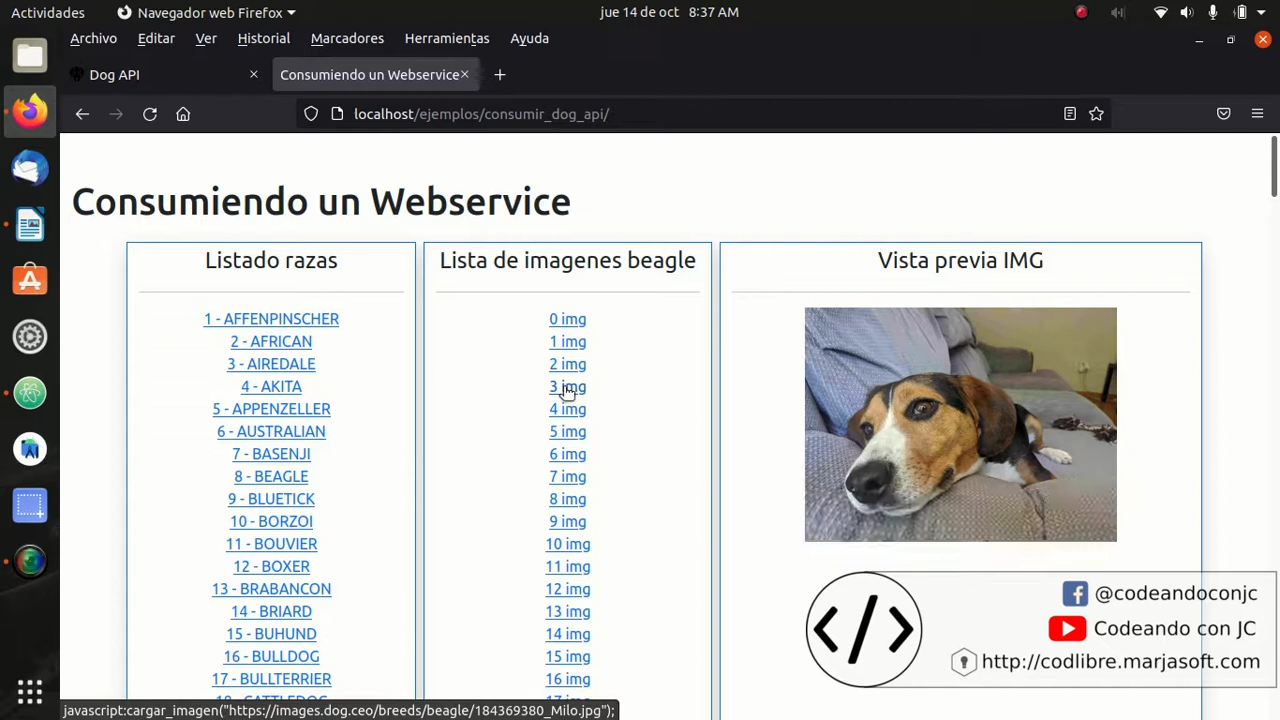 Actividades
Navegador web Firefox
jue 14 de oct 8:37 AM
Archivo Editar Ver Historial Marcadores Herramientas Ayuda
Dog API
Consumiendo un Webservice
localhost/ejemplos/consumir_dog_api/
Consumiendo un Webservice
Listado razas
1 - AFFENPINSCHER
2 - AFRICAN
3 - AIREDALE
4 - AKITA
5 - APPENZELLER
6 - AUSTRALIAN
7 - BASENJI
8 - BEAGLE
9 - BLUETICK
10 - BORZOI
11 - BOUVIER
12 - BOXER
13 - BRABANCON
14 - BRIARD
15 - BUHUND
16 - BULLDOG
17 - BULLTERRIER
18 - CATTLEDOG
Lista de imagenes beagle
0 img
1 img
2 img
3 img
4 img
5 img
6 img
7 img
8 img
9 img
10 img
11 img
12 img
13 img
14 img
15 img
16 img
17 img
Vista previa IMG
@codeandoconjc
Codeando con JC
http://codlibre.marjasoft.com
javascript:cargar_imagen("https://images.dog.ceo/breeds/beagle/184369380_Milo.jpg");